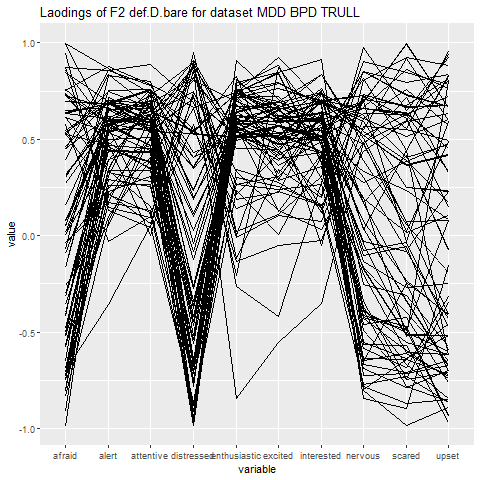 Laodings of F2 def.D.bare for dataset MDD BPD TRULL
1.0
0.5
0.0
-0.5
-1.0
value
afraid alert attentive distressed enthusiastic excited interested nervous scared upset
variable